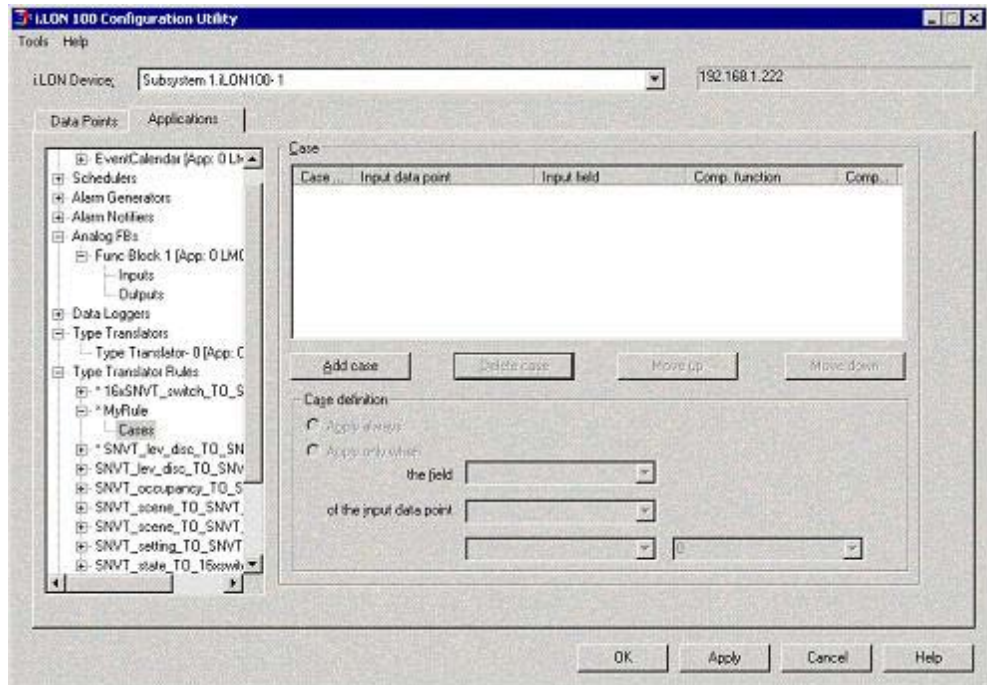 i.LON 100 Configuration Utility
Tools Help
i.LON Device: Subsystem 1.iLON100- 1 192.168.1.222
Data Points Applications
EventCalendar [App: 0 LM
Schedulers
Alarm Generators
Alarm Notifiers
Analog FBs
Func Block 1 [App: 0 LMC
Inputs
Outputs
Data Loggers
Type Translators
Type Translator- 0 [App: 0
Type Translator Rules
* 16xSNVT_switch_TO_S
* MyRule
Cases
* SNVT_lev_disc_TO_SN
SNVT_lev_disc_TO_SNV
SNVT_occupancy_TO_S
SNVT_scene_TO_SNVT_
SNVT_scene_TO_SNVT_
SNVT_setting_TO_SNVT
SNVT_state_TO_16xswit
Case
Case ... Input data point Input field Comp. function Comp...
Add case Delete case Move up Move down
Case definition
Apply always
Apply only when
the field
of the input data point
0
OK Apply Cancel Help